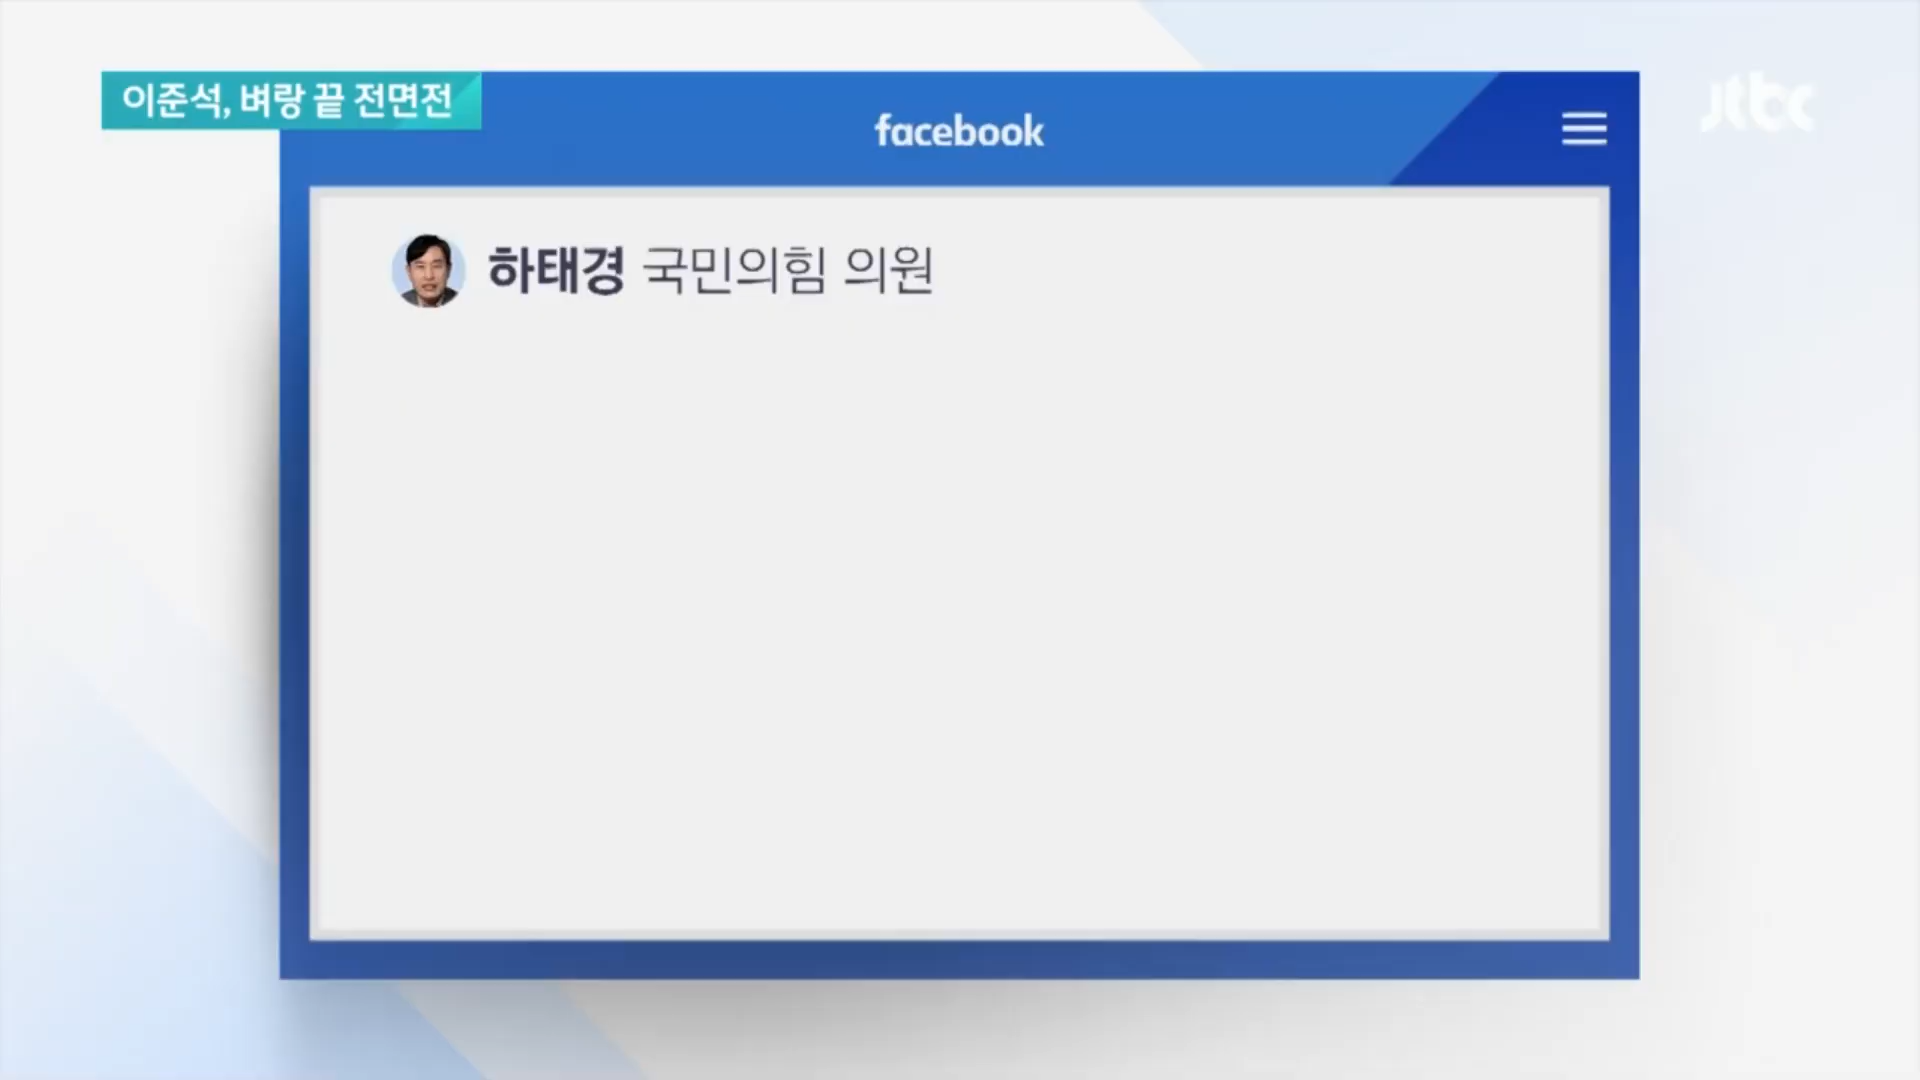 이준석, 벼랑 끝 전면전
facebook
jtbc
하태경 국민의힘 의원